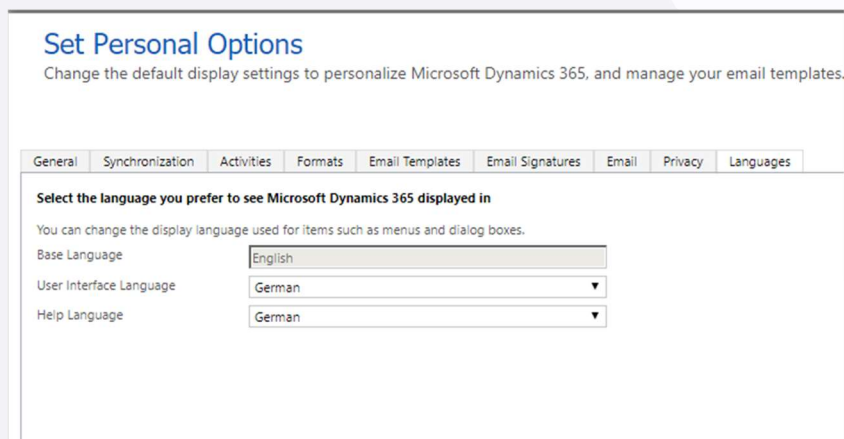 Set Personal Options
Change the default display settings to personalize Microsoft Dynamics 365, and manage your email templates.
General Synchronization Activities Formats Email Templates Email Signatures Email Privacy Languages
Select the language you prefer to see Microsoft Dynamics 365 displayed in
You can change the display language used for items such as menus and dialog boxes.
Base Language English
User Interface Language German
Help Language German